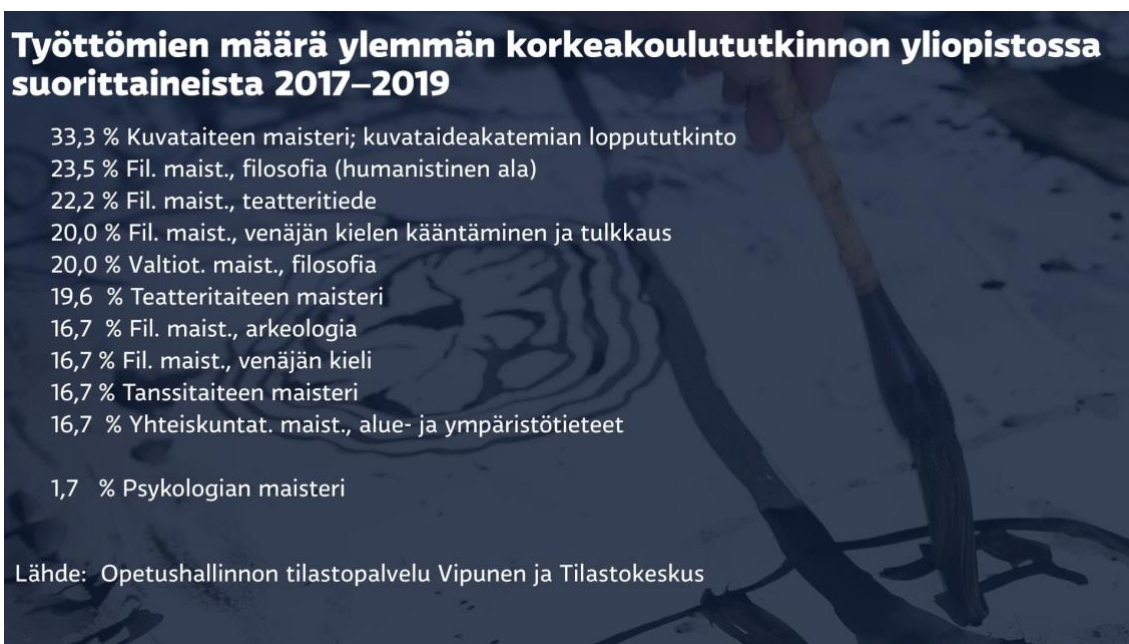 Työttömien määrä ylemmän korkeakoulututkinnon yliopistossa
suorittaineista 2017–2019
33,3 % Kuvataiteen maisteri; kuvataideakatemian loppututkinto
23,5 % Fil. maist., filosofia (humanistinen ala)
22,2 % Fil. maist., teatteritiede
20,0 % Fil. maist., venäjän kielen kääntäminen ja tulkkaus
20,0 % Valtiot. maist., filosofia
19,6 % Teatteritaiteen maisteri
16,7 % Fil. maist., arkeologia
16,7 % Fil. maist., venäjän kieli
16,7 % Tanssitaiteen maisteri
16,7 % Yhteiskuntat. maist., alue- ja ympäristötieteet
1,7 % Psykologian maisteri
Lähde: Opetushallinnon tilastopalvelu Vipunen ja Tilastokeskus